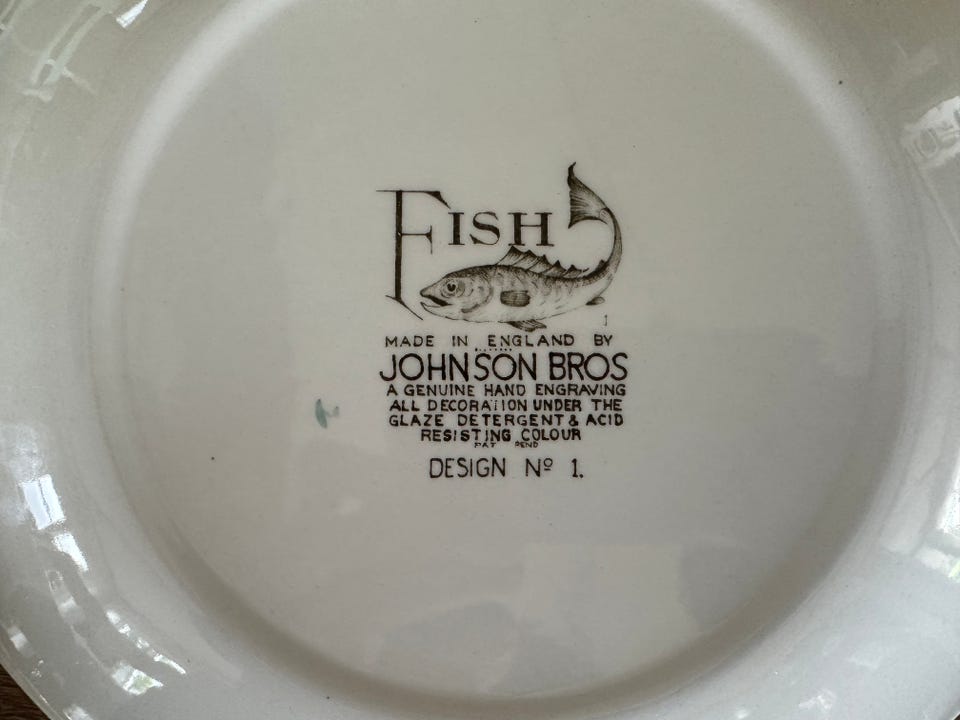 FISH
MADE IN ENGLAND BY
JOHNSON BROS
A GENUINE HAND ENGRAVING
ALL DECORATION UNDER THE
GLAZE DETERGENT & ACID
RESISTING COLOUR
PAT PEND
DESIGN Nº 1.